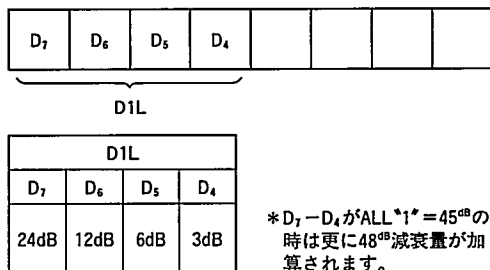 D₇ D₆ D₅ D₄
D1L
D1L
D₇ D₆ D₅ D₄
24dB 12dB 6dB 3dB
*D₇－D₄がALL"1"=45dBの
時は更に48dB減衰量が加
算されます。